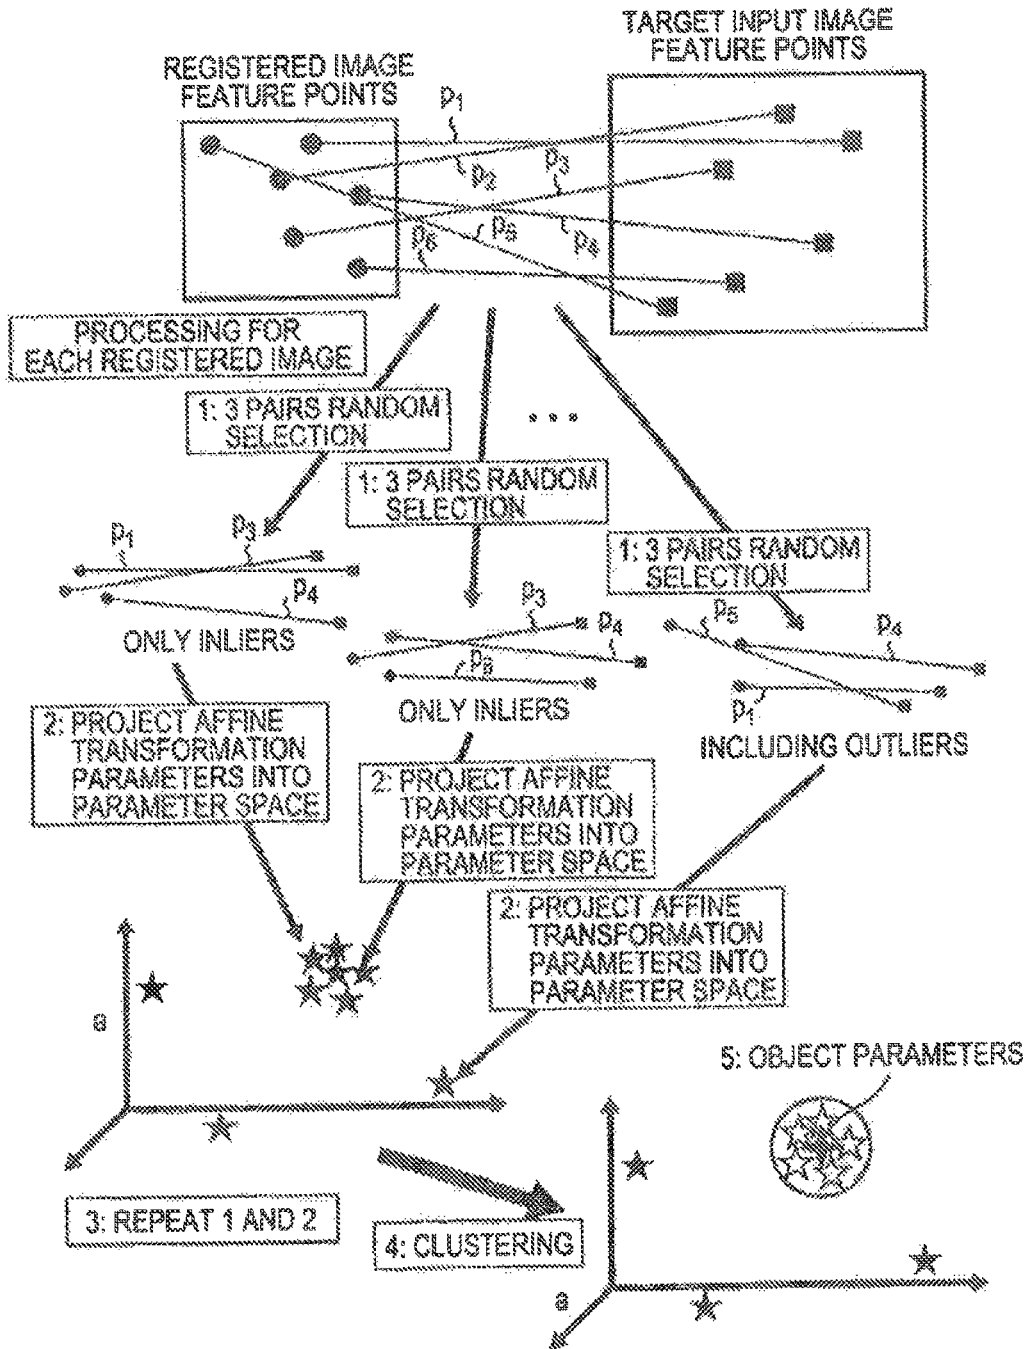 TARGET INPUT IMAGE
FEATURE POINTS
REGISTERED IMAGE
FEATURE POINTS
p1
p2
p3
p4
p5
p6
PROCESSING FOR
EACH REGISTERED IMAGE
1: 3 PAIRS RANDOM
SELECTION
...
1: 3 PAIRS RANDOM
SELECTION
1: 3 PAIRS RANDOM
SELECTION
p1
p3
p4
ONLY INLIERS
p3
p4
p6
ONLY INLIERS
p5
p4
p1
INCLUDING OUTLIERS
2: PROJECT AFFINE
TRANSFORMATION
PARAMETERS INTO
PARAMETER SPACE
2: PROJECT AFFINE
TRANSFORMATION
PARAMETERS INTO
PARAMETER SPACE
2: PROJECT AFFINE
TRANSFORMATION
PARAMETERS INTO
PARAMETER SPACE
a
5: OBJECT PARAMETERS
3: REPEAT 1 AND 2
4: CLUSTERING
a